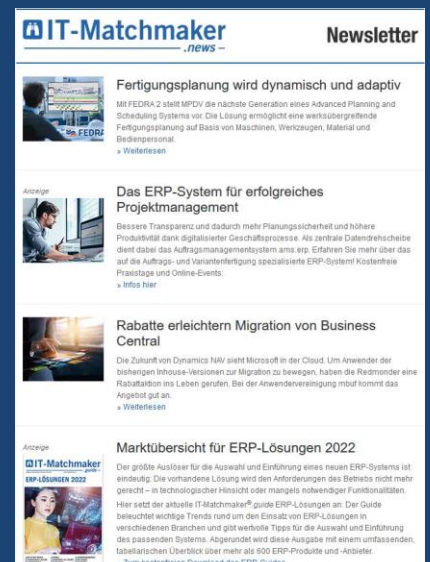 IT-Matchmaker
.news –
Newsletter
Fertigungsplanung wird dynamisch und adaptiv
Mit FEDRA 2 stellt MPDV die nächste Generation eines Advanced Planning and
Scheduling Systems vor. Die Lösung ermöglicht eine werksübergreifende
Fertigungsplanung auf Basis von Maschinen, Werkzeugen, Material und
Bedienpersonal.
» Weiterlesen
FEDRA
Anzeige
Das ERP-System für erfolgreiches
Projektmanagement
Bessere Transparenz und dadurch mehr Planungssicherheit und höhere
Produktivität dank digitalisierter Geschäftsprozesse. Als zentrale Datendrehscheibe
dient dabei das Auftragsmanagementsystem ams.erp. Erfahren Sie mehr über das
auf die Auftrags- und Variantenfertigung spezialisierte ERP-System! Kostenfreie
Praxistage und Online-Events:
» Infos hier
Rabatte erleichtern Migration von Business
Central
Die Zukunft von Dynamics NAV sieht Microsoft in der Cloud. Um Anwender der
bisherigen Inhouse-Versionen zur Migration zu bewegen, haben die Redmonder eine
Rabattaktion ins Leben gerufen. Bei der Anwendervereinigung mbuf kommt das
Angebot gut an.
» Weiterlesen
Anzeige
IT-Matchmaker
.guide –
ERP-LÖSUNGEN 2022
Marktübersicht für ERP-Lösungen 2022
Der größte Auslöser für die Auswahl und Einführung eines neuen ERP-Systems ist
eindeutig: Die vorhandene Lösung wird den Anforderungen des Betriebs nicht mehr
gerecht – in technologischer Hinsicht oder mangels notwendiger Funktionalitäten.
Hier setzt der aktuelle IT-Matchmaker®.guide ERP-Lösungen an: Der Guide
beleuchtet wichtige Trends rund um den Einsatz von ERP-Lösungen in
verschiedenen Branchen und gibt wertvolle Tipps für die Auswahl und Einführung
des passenden Systems. Abgerundet wird diese Ausgabe mit einem umfassenden,
tabellarischen Überblick über mehr als 600 ERP-Produkte und -Anbieter.
» Zum kostenfreien Download des ERP-Guides